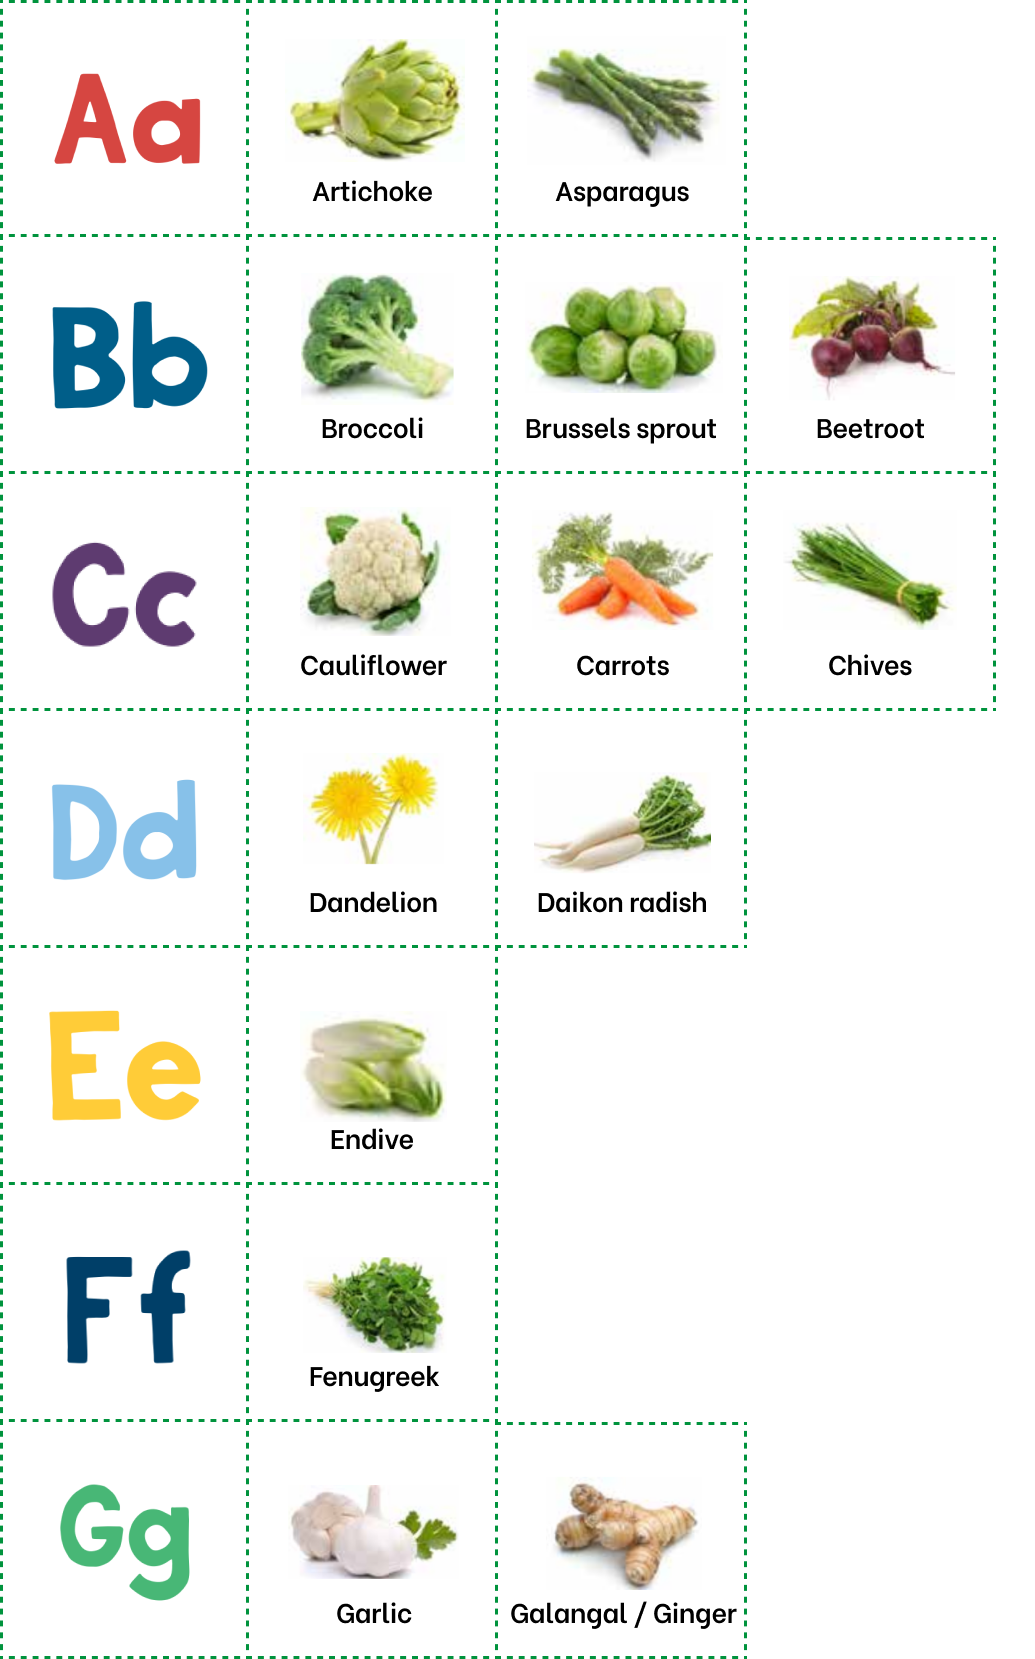 Aa
Artichoke
Asparagus
Bb
Broccoli
Brussels sprout
Beetroot
Cc
Cauliflower
Carrots
Chives
Dd
Dandelion
Daikon radish
Ee
Endive
Ff
Fenugreek
Gg
Garlic
Galangal / Ginger